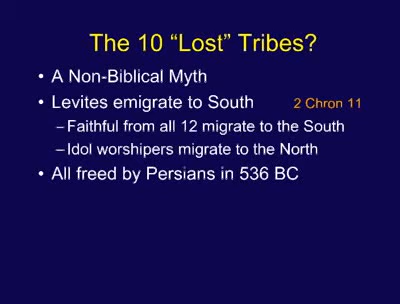 The 10 “Lost” Tribes?
• A Non-Biblical Myth
• Levites emigrate to South 2 Chron 11
– Faithful from all 12 migrate to the South
– Idol worshipers migrate to the North
• All freed by Persians in 536 BC